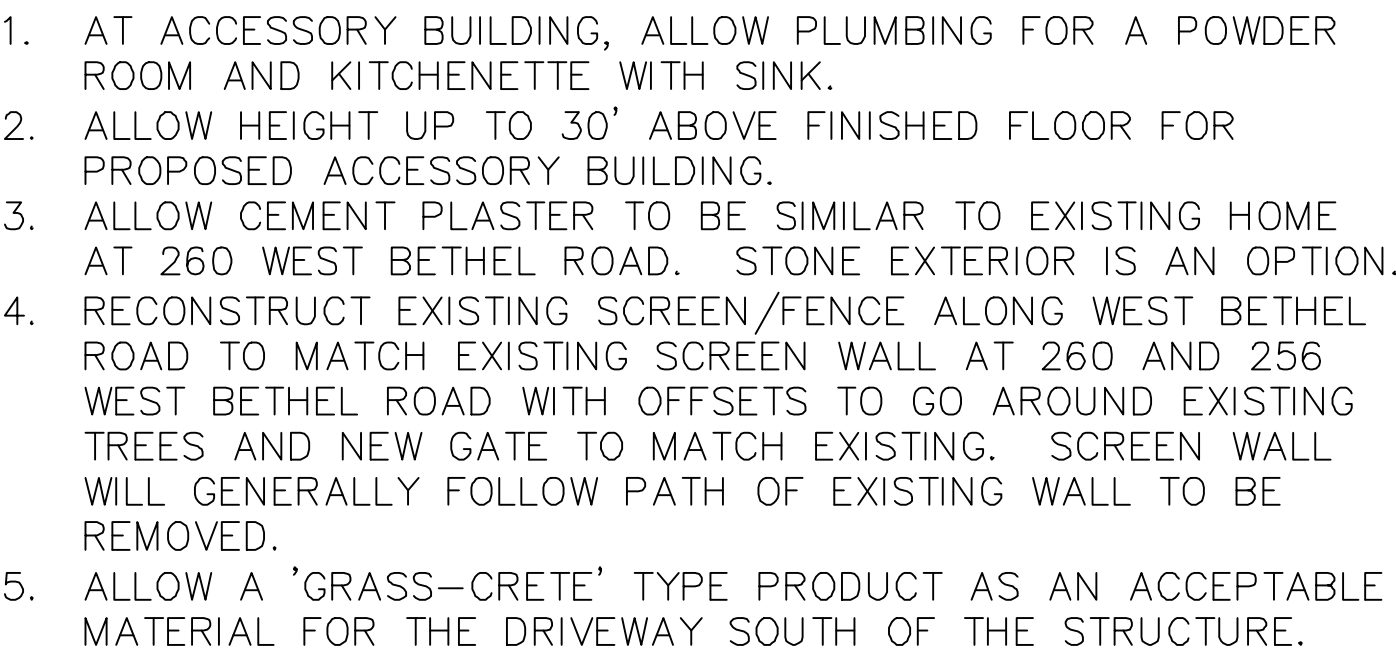 1. AT ACCESSORY BUILDING, ALLOW PLUMBING FOR A POWDER
ROOM AND KITCHENETTE WITH SINK.
2. ALLOW HEIGHT UP TO 30' ABOVE FINISHED FLOOR FOR
PROPOSED ACCESSORY BUILDING.
3. ALLOW CEMENT PLASTER TO BE SIMILAR TO EXISTING HOME
AT 260 WEST BETHEL ROAD. STONE EXTERIOR IS AN OPTION.
4. RECONSTRUCT EXISTING SCREEN/FENCE ALONG WEST BETHEL
ROAD TO MATCH EXISTING SCREEN WALL AT 260 AND 256
WEST BETHEL ROAD WITH OFFSETS TO GO AROUND EXISTING
TREES AND NEW GATE TO MATCH EXISTING. SCREEN WALL
WILL GENERALLY FOLLOW PATH OF EXISTING WALL TO BE
REMOVED.
5. ALLOW A 'GRASS-CRETE' TYPE PRODUCT AS AN ACCEPTABLE
MATERIAL FOR THE DRIVEWAY SOUTH OF THE STRUCTURE.